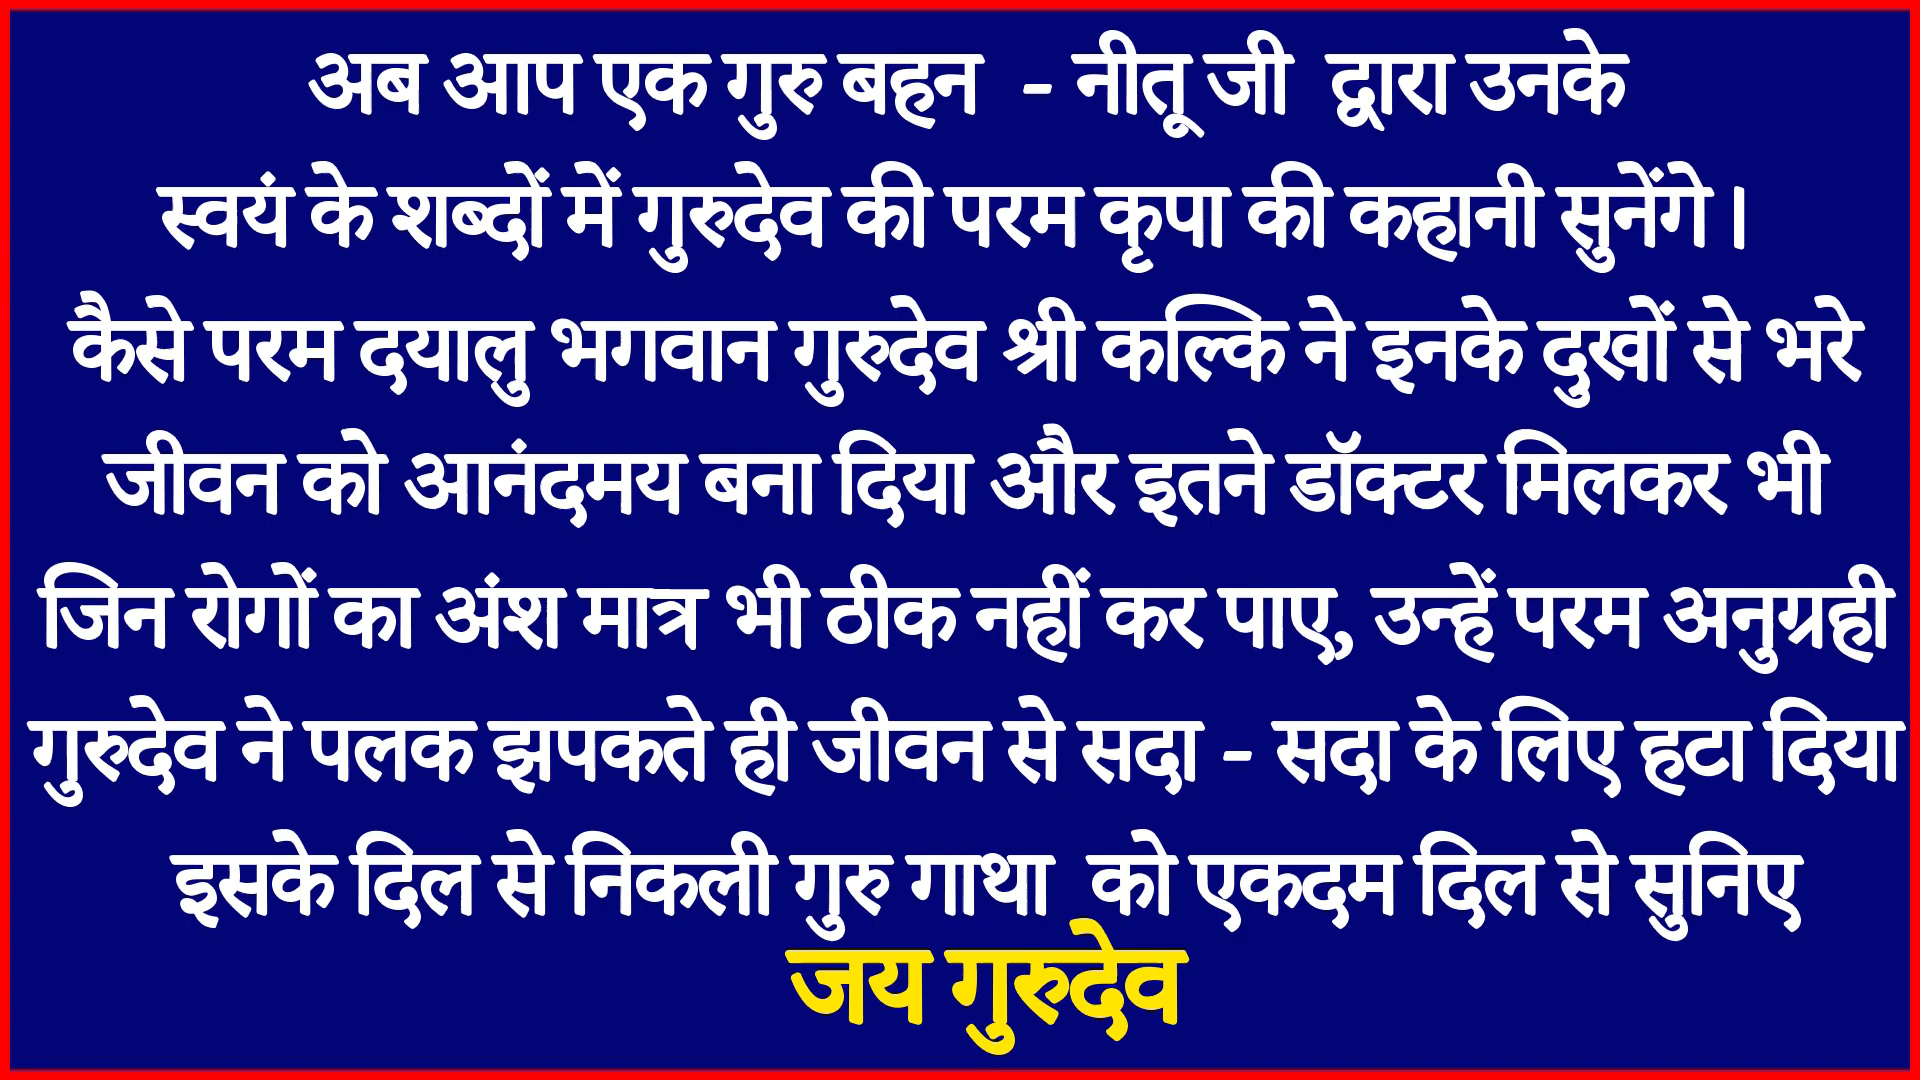 अब आप एक गुरु बहन - नीतू जी द्वारा उनके
स्वयं के शब्दों में गुरुदेव की परम कृपा की कहानी सुनेंगे।
कैसे परम दयालु भगवान गुरुदेव श्री कल्कि ने इनके दुखों से भरे
जीवन को आनंदमय बना दिया और इतने डॉक्टर मिलकर भी
जिन रोगों का अंश मात्र भी ठीक नहीं कर पाए, उन्हें परम अनुग्रही
गुरुदेव ने पलक झपकते ही जीवन से सदा - सदा के लिए हटा दिया
इसके दिल से निकली गुरु गाथा को एकदम दिल से सुनिए
जय गुरुदेव